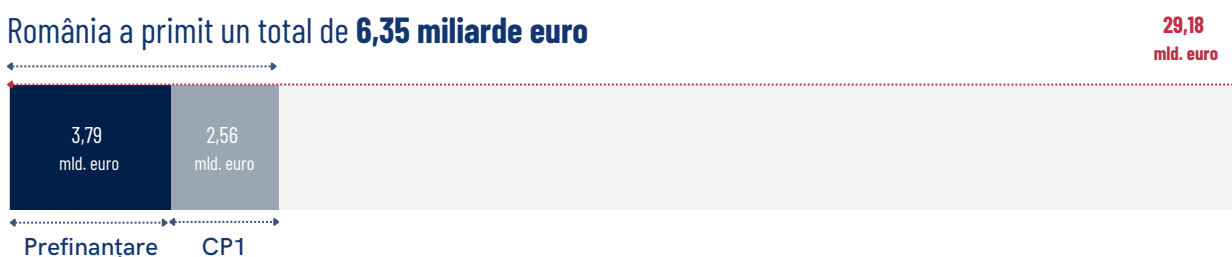 România a primit un total de 6,35 miliarde euro
29,18
mld. euro
3,79
mld. euro
2,56
mld. euro
Prefinanțare
CP1